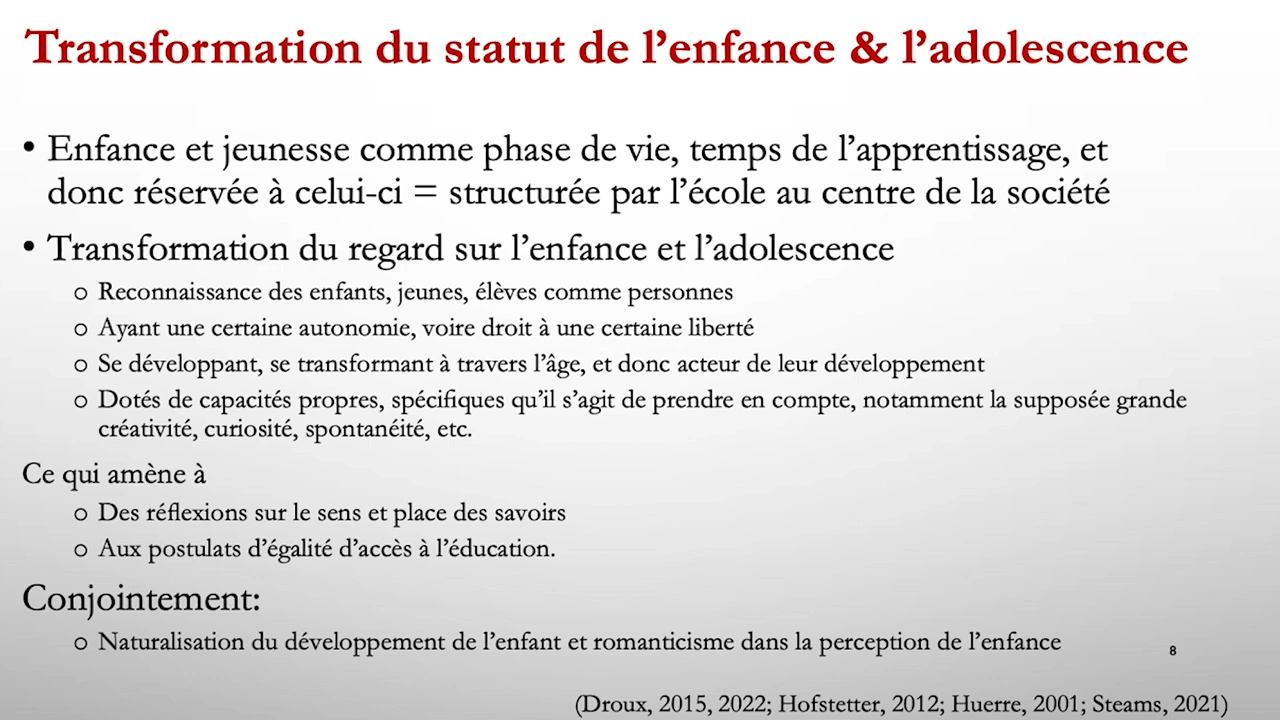 Transformation du statut de l’enfance & l’adolescence
• Enfance et jeunesse comme phase de vie, temps de l’apprentissage, et
donc réservée à celui-ci = structurée par l’école au centre de la société
• Transformation du regard sur l’enfance et l’adolescence
o Reconnaissance des enfants, jeunes, élèves comme personnes
o Ayant une certaine autonomie, voire droit à une certaine liberté
o Se développant, se transformant à travers l’âge, et donc acteur de leur développement
o Dotés de capacités propres, spécifiques qu’il s’agit de prendre en compte, notamment la supposée grande
créativité, curiosité, spontanéité, etc.
Ce qui amène à
o Des réflexions sur le sens et place des savoirs
o Aux postulats d’égalité d’accès à l’éducation.
Conjointement:
o Naturalisation du développement de l’enfant et romanticisme dans la perception de l’enfance
8
(Droux, 2015, 2022; Hofstetter, 2012; Huerre, 2001; Steams, 2021)